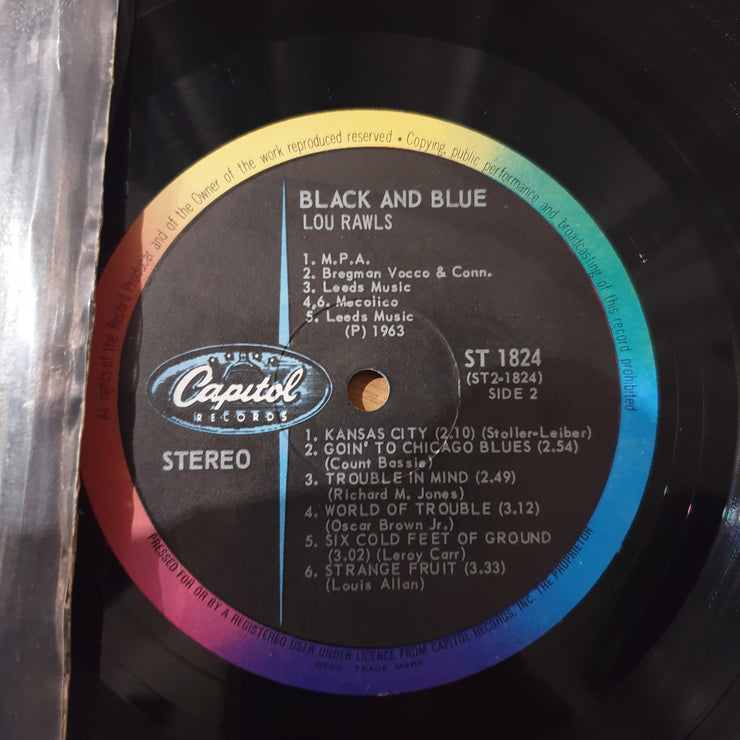 All rights of the Record Producer and of the Owner of the work reproduced reserved • Copying, public performance and broadcasting of this record prohibited
BLACK AND BLUE
LOU RAWLS
1. M.P.A.
2. Bregman Vocco & Conn.
3. Leeds Music
4,6. Mecolico
5. Leeds Music
(P) 1963
ST 1824
(ST2-1824)
SIDE 2
Capitol
RECORDS
STEREO
1. KANSAS CITY (2.10) (Stoller-Leiber)
2. GOIN' TO CHICAGO BLUES (2.54)
(Count Bassie)
3. TROUBLE IN MIND (2.49)
(Richard M. Jones)
4. WORLD OF TROUBLE (3.12)
(Oscar Brown Jr.)
5. SIX COLD FEET OF GROUND
(3.02) (Leroy Carr)
6. STRANGE FRUIT (3.33)
(Louis Allan)
PRESSED FOR OR BY A REGISTERED USER UNDER LICENCE FROM CAPITOL RECORDS, INC. THE PROPRIETOR
REGD. TRADE MARK